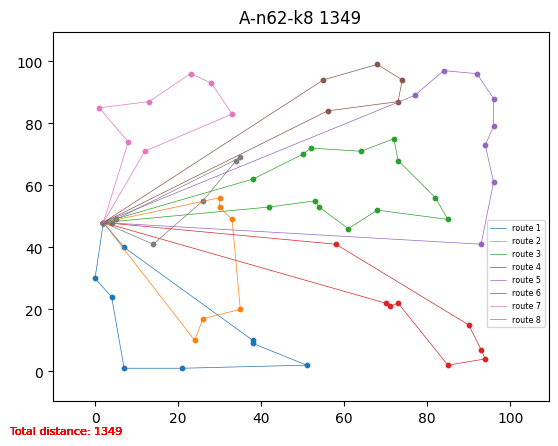 A-n62-k8 1349
100
80
60
40
20
0
route 1
route 2
route 3
route 4
route 5
route 6
route 7
route 8
0 20 40 60 80 100
Total distance: 1349